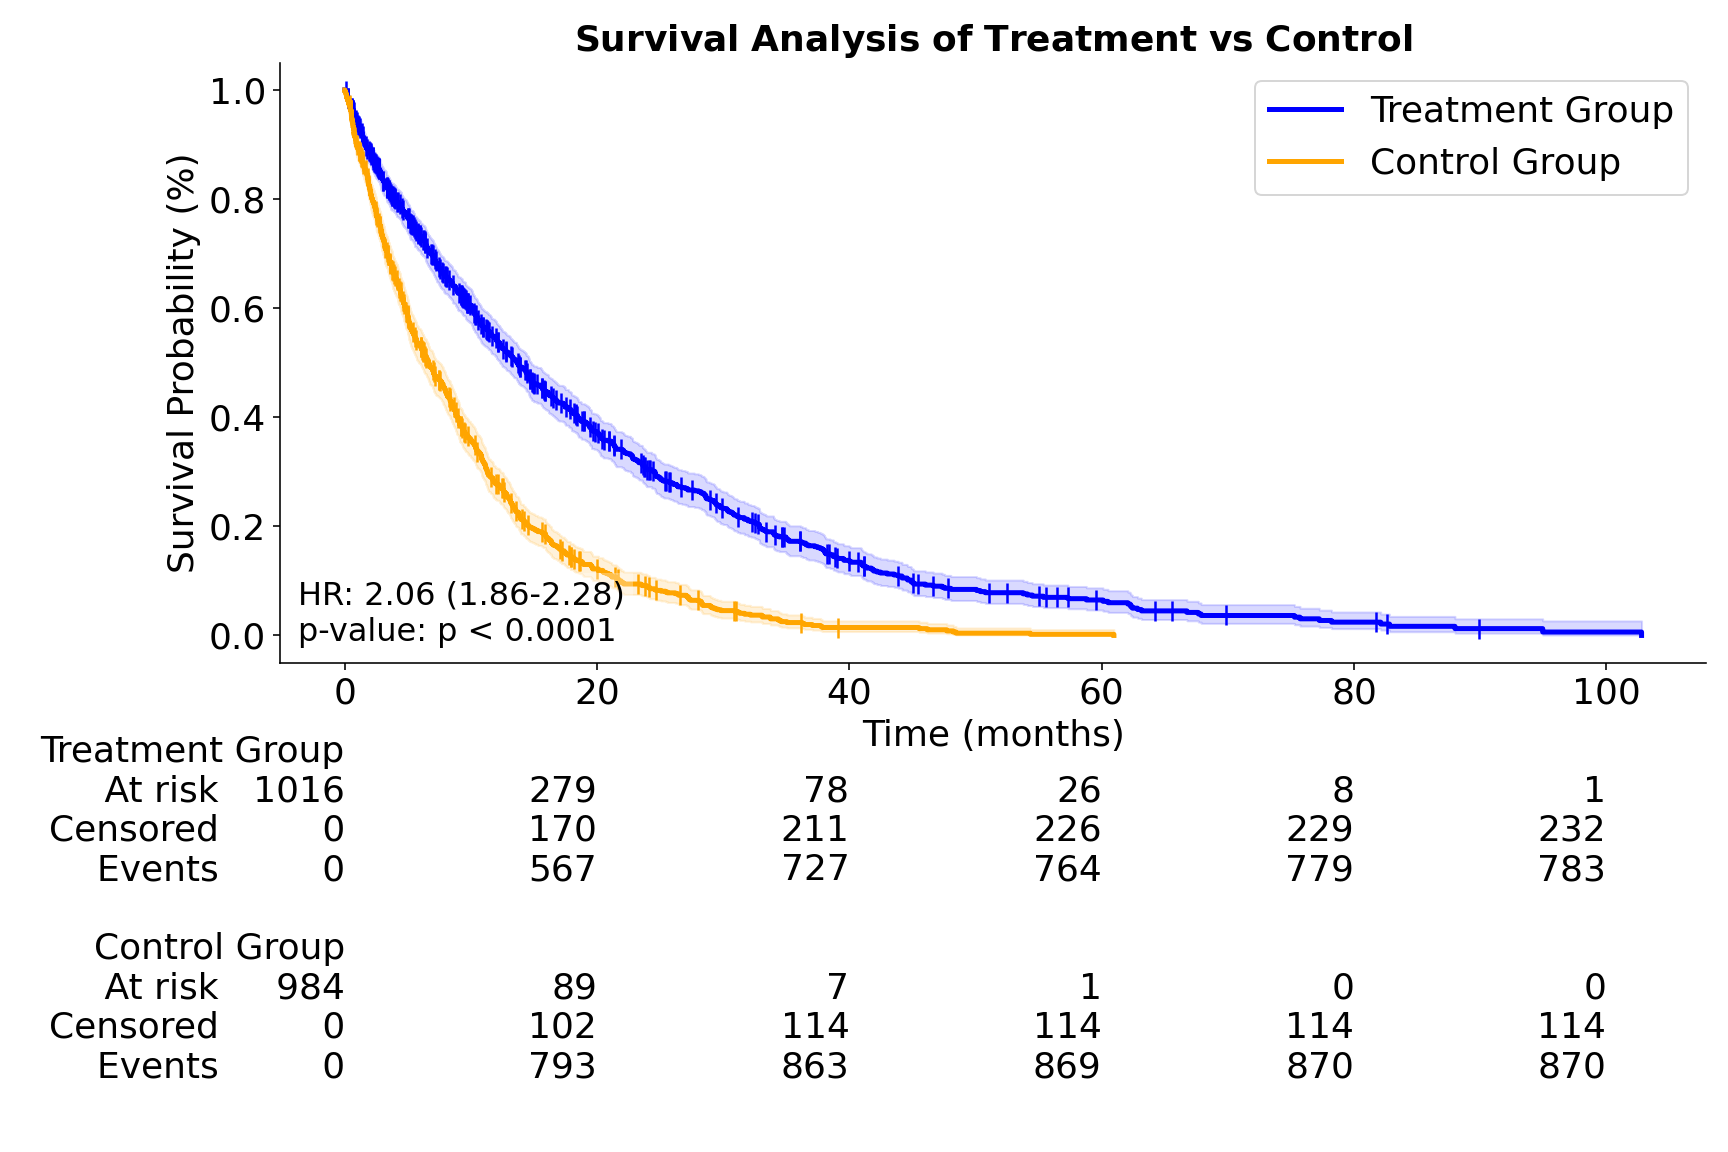 Survival Analysis of Treatment vs Control
Treatment Group
Control Group
Survival Probability (%)
1.0
0.8
0.6
0.4
0.2
0.0
HR: 2.06 (1.86-2.28)
p-value: p < 0.0001
0 20 40 60 80 100
Time (months)
Treatment Group
At risk 1016 279 78 26 8 1
Censored 0 170 211 226 229 232
Events 0 567 727 764 779 783
Control Group
At risk 984 89 7 1 0 0
Censored 0 102 114 114 114 114
Events 0 793 863 869 870 870